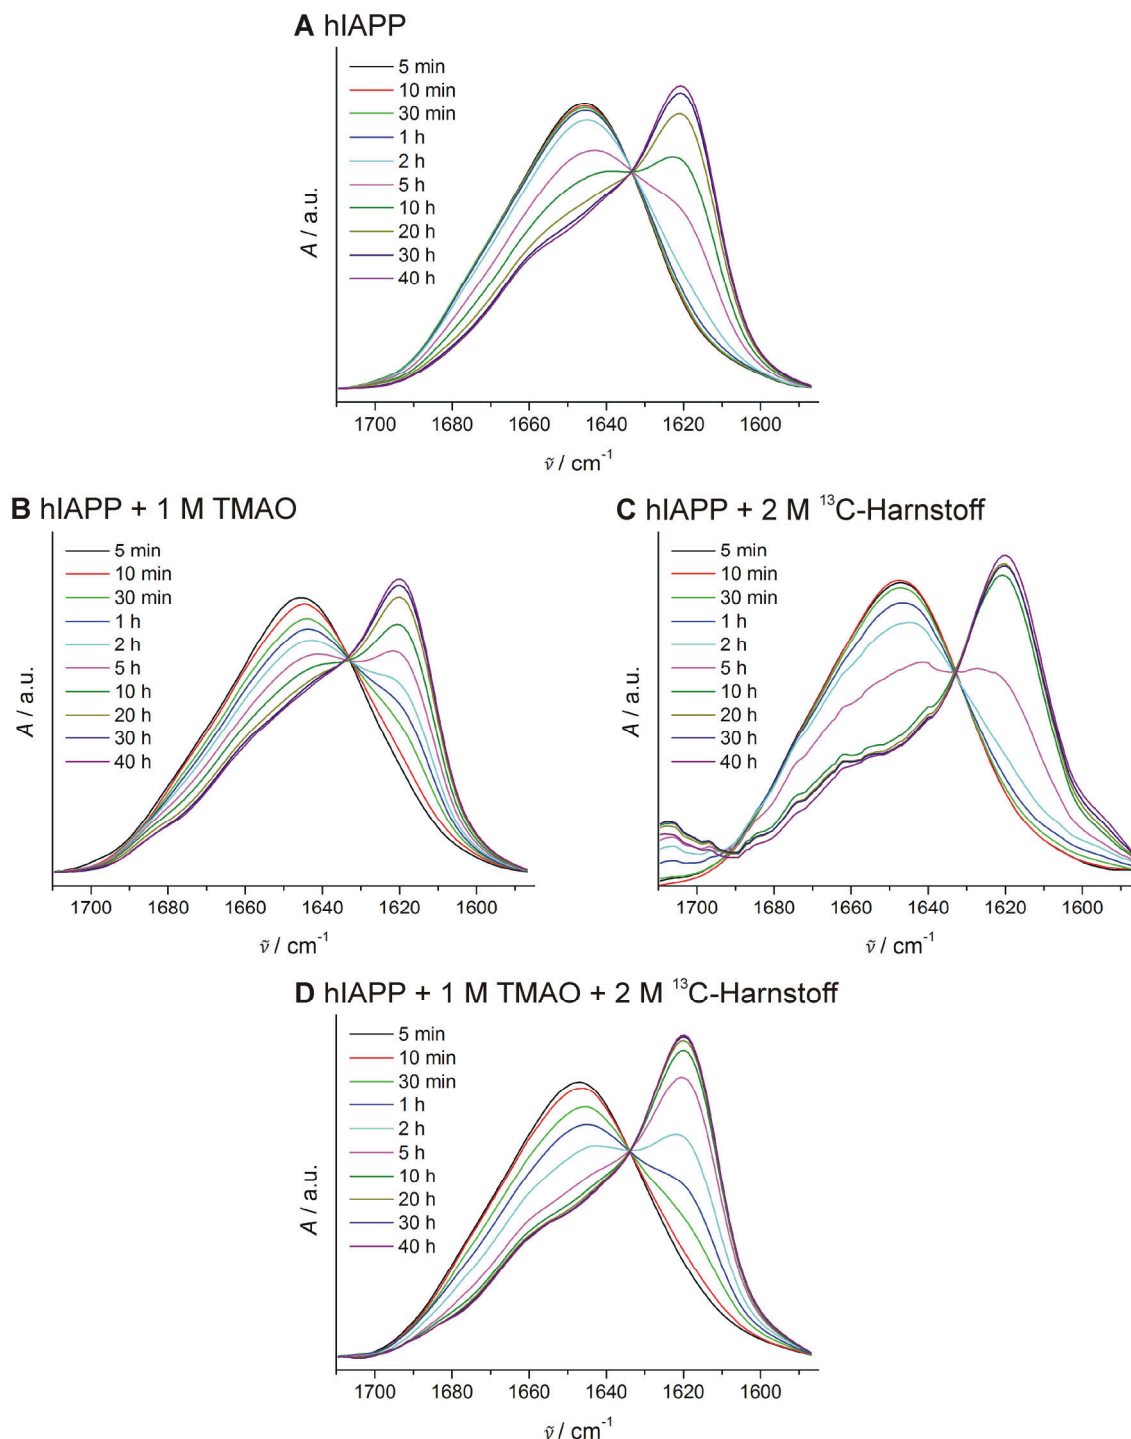 A hIAPP
5 min
10 min
30 min
1 h
2 h
5 h
10 h
20 h
30 h
40 h
A / a.u.
1700 1680 1660 1640 1620 1600
ν̃ / cm⁻¹
B hIAPP + 1 M TMAO
5 min
10 min
30 min
1 h
2 h
5 h
10 h
20 h
30 h
40 h
A / a.u.
1700 1680 1660 1640 1620 1600
ν̃ / cm⁻¹
C hIAPP + 2 M ¹³C-Harnstoff
5 min
10 min
30 min
1 h
2 h
5 h
10 h
20 h
30 h
40 h
A / a.u.
1700 1680 1660 1640 1620 1600
ν̃ / cm⁻¹
D hIAPP + 1 M TMAO + 2 M ¹³C-Harnstoff
5 min
10 min
30 min
1 h
2 h
5 h
10 h
20 h
30 h
40 h
A / a.u.
1700 1680 1660 1640 1620 1600
ν̃ / cm⁻¹